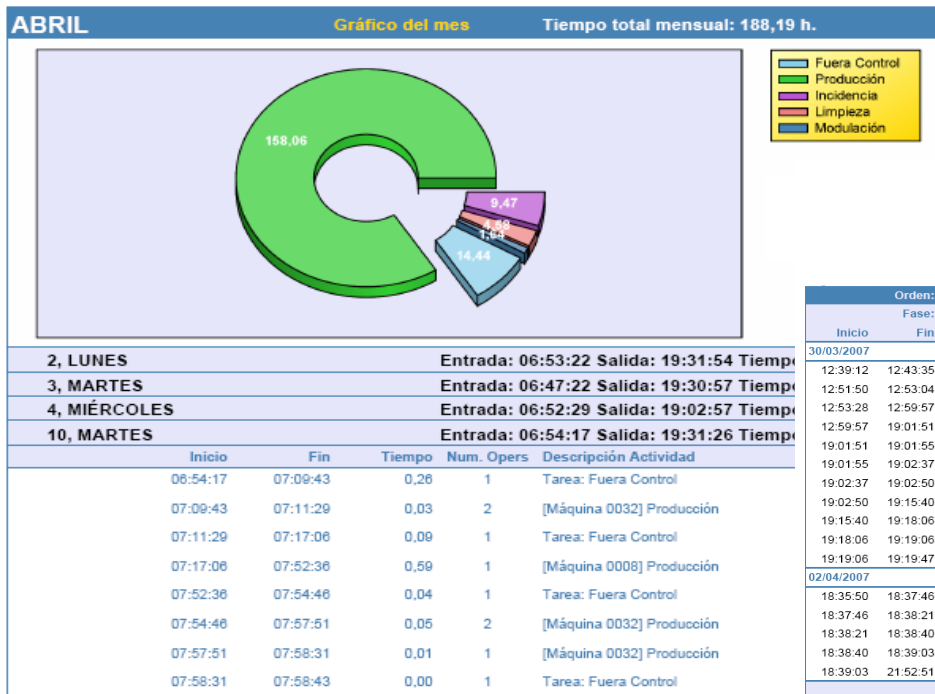 ABRIL Gráfico del mes Tiempo total mensual: 188,19 h.
Fuera Control
Producción
Incidencia
Limpieza
Modulación
158,06
9,47
14,44
2, LUNES Entrada: 06:53:22 Salida: 19:31:54 Tiempo
3, MARTES Entrada: 06:47:22 Salida: 19:30:57 Tiempo
4, MIÉRCOLES Entrada: 06:52:29 Salida: 19:02:57 Tiempo
10, MARTES Entrada: 06:54:17 Salida: 19:31:26 Tiempo
Inicio Fin Tiempo Num. Opers Descripción Actividad
06:54:17 07:09:43 0,26 1 Tarea: Fuera Control
07:09:43 07:11:29 0,03 2 [Máquina 0032] Producción
07:11:29 07:17:06 0,09 1 Tarea: Fuera Control
07:17:06 07:52:36 0,59 1 [Máquina 0008] Producción
07:52:36 07:54:46 0,04 1 Tarea: Fuera Control
07:54:46 07:57:51 0,05 2 [Máquina 0032] Producción
07:57:51 07:58:31 0,01 1 [Máquina 0032] Producción
07:58:31 07:58:43 0,00 1 Tarea: Fuera Control
Orden:
Fase:
Inicio Fin
30/03/2007
12:39:12 12:43:35
12:51:50 12:53:04
12:53:28 12:59:57
12:59:57 19:01:51
19:01:51 19:01:55
19:01:55 19:02:37
19:02:37 19:02:50
19:02:50 19:15:40
19:15:40 19:18:06
19:18:06 19:19:06
19:19:06 19:19:47
02/04/2007
18:35:50 18:37:46
18:37:46 18:38:21
18:38:21 18:38:40
18:38:40 18:39:03
18:39:03 21:52:51